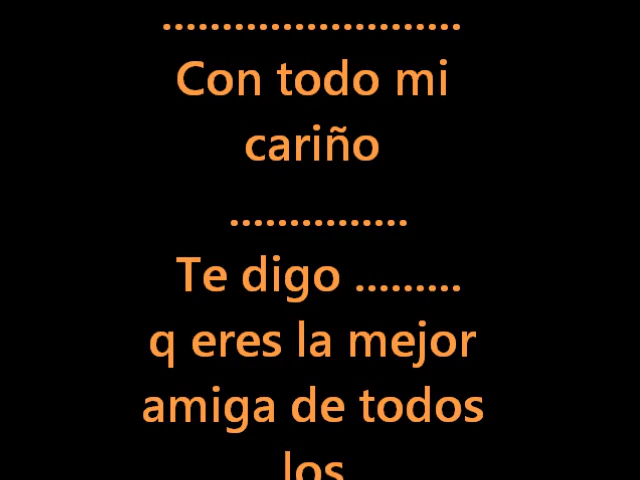 .........................
Con todo mi
cariño
...............
Te digo .........
q eres la mejor
amiga de todos
los